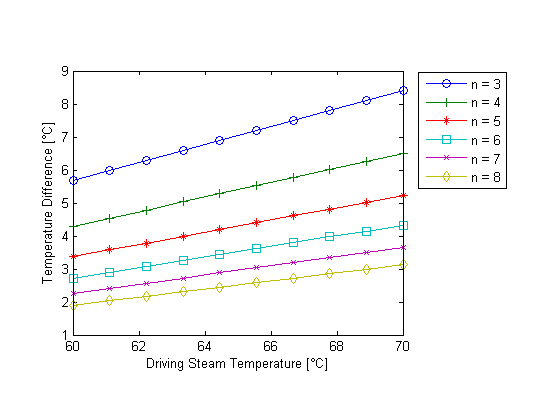 9
8
7
6
5
4
3
2
1
60
62
64
66
68
70
Temperature Difference [°C]
Driving Steam Temperature [°C]
n = 3
n = 4
n = 5
n = 6
n = 7
n = 8